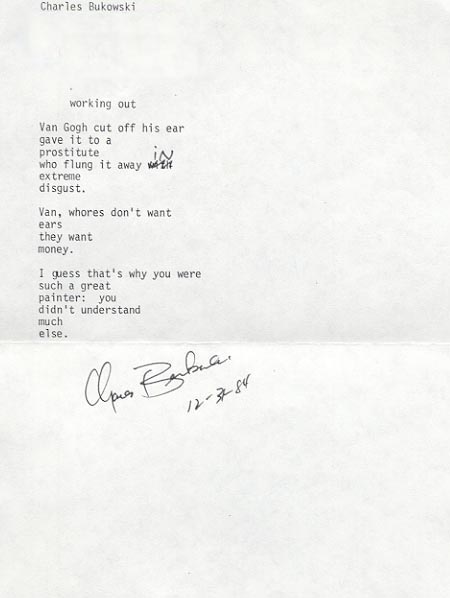 Charles Bukowski
working out
Van Gogh cut off his ear
gave it to a
prostitute
who flung it away with IN
extreme
disgust.
Van, whores don't want
ears
they want
money.
I guess that's why you were
such a great
painter:  you
didn't understand
much
else.
Charles Bukowski
12-31-84